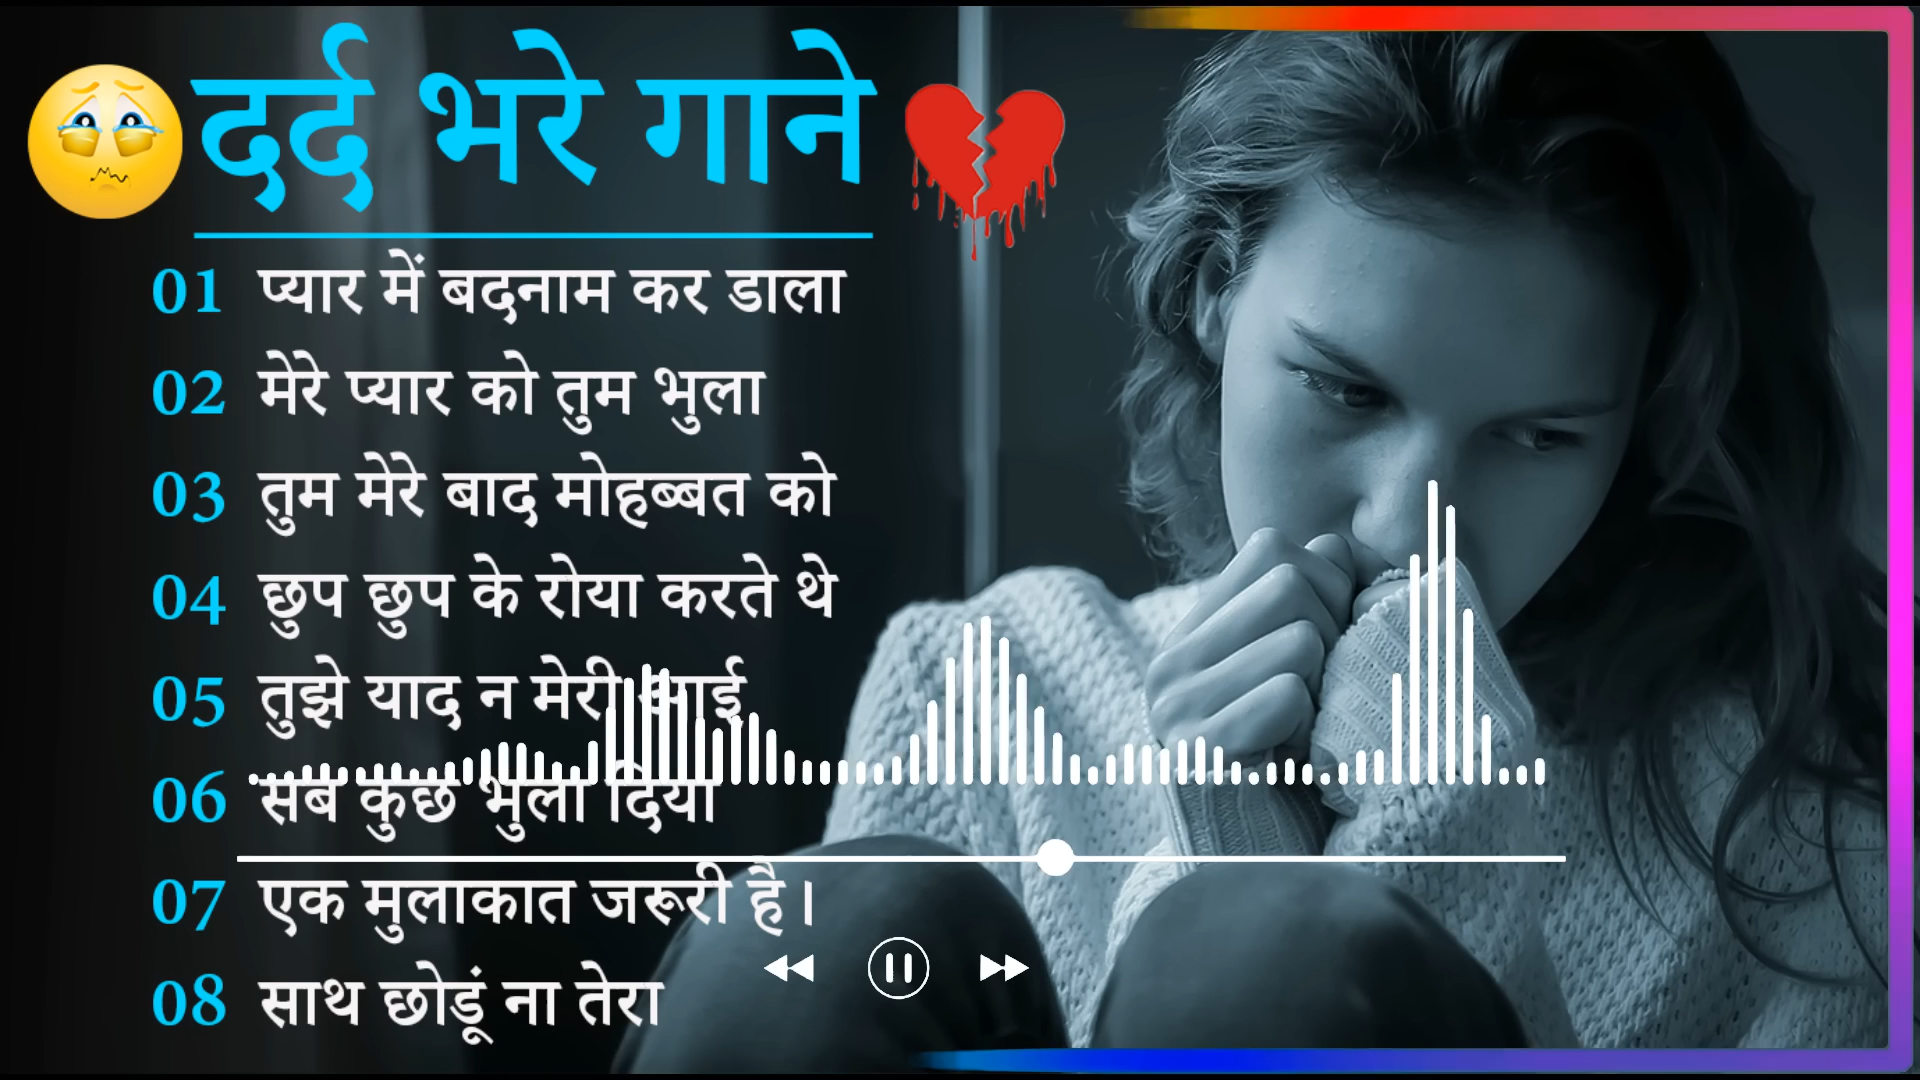 दर्द भरे गाने
01 प्यार में बदनाम कर डाला
02 मेरे प्यार को तुम भुला
03 तुम मेरे बाद मोहब्बत को
04 छुप छुप के रोया करते थे
05 तुझे याद न मेरी आई
06 सब कुछ भुला दिया
07 एक मुलाकात जरूरी है।
08 साथ छोड़ूं ना तेरा